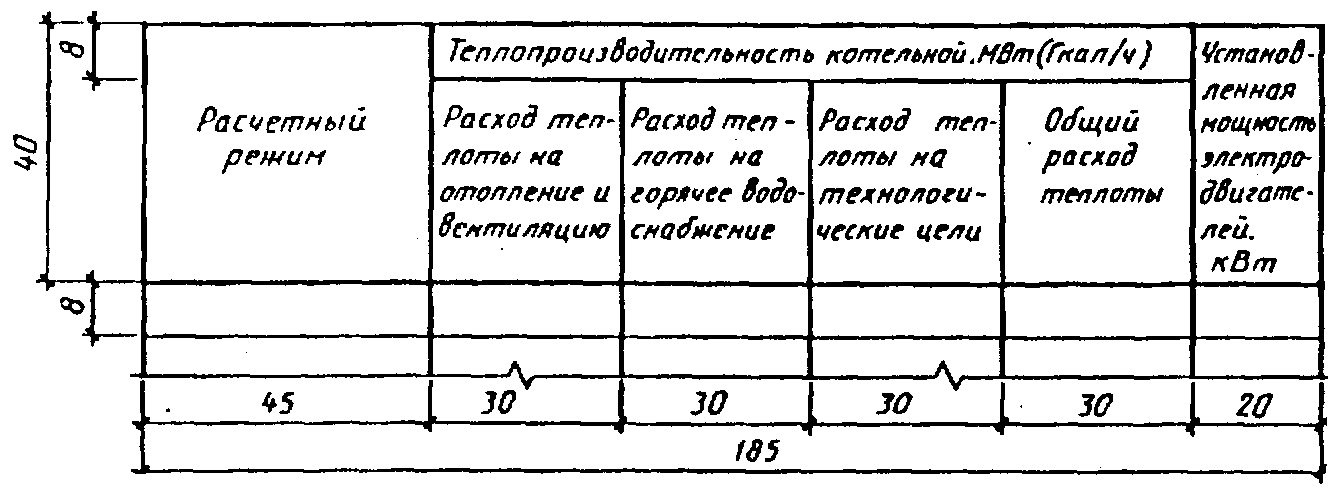 8
40
8
Расчетный
режим
Теплопроизводительность котельной. МВт (Гкал/ч)
Расход теп-
лоты на
отопление и
вентиляцию
Расход теп-
лоты на
горячее водо-
снабжение
Расход теп-
лоты на
технологи-
ческие цели
Общий
расход
теплоты
Установ-
ленная
мощность
электро-
двигате-
лей.
кВт
45
30
30
30
30
20
185